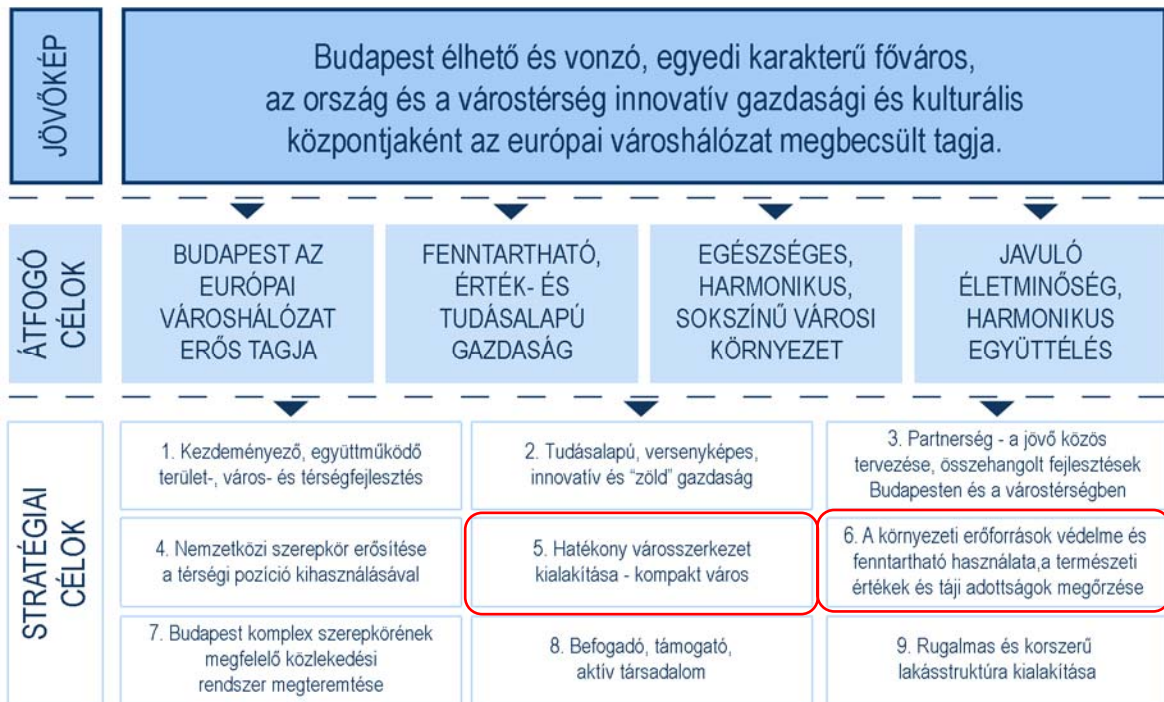 JÖVŐKÉP
Budapest élhető és vonzó, egyedi karakterű főváros,
az ország és a várostérség innovatív gazdasági és kulturális
központjaként az európai városhálózat megbecsült tagja.
ÁTFOGÓ
CÉLOK
BUDAPEST AZ
EURÓPAI
VÁROSHÁLÓZAT
ERŐS TAGJA
FENNTARTHATÓ,
ÉRTÉK- ÉS
TUDÁSALAPÚ
GAZDASÁG
EGÉSZSÉGES,
HARMONIKUS,
SOKSZÍNŰ VÁROSI
KÖRNYEZET
JAVULÓ
ÉLETMINŐSÉG,
HARMONIKUS
EGYÜTTÉLÉS
STRATÉGIAI
CÉLOK
1. Kezdeményező, együttműködő
terület-, város- és térségfejlesztés
2. Tudásalapú, versenyképes,
innovatív és "zöld" gazdaság
3. Partnerség - a jövő közös
tervezése, összehangolt fejlesztések
Budapesten és a várostérségben
4. Nemzetközi szerepkör erősítése
a térségi pozíció kihasználásával
5. Hatékony városszerkezet
kialakítása - kompakt város
6. A környezeti erőforrások védelme és
fenntartható használata,a természeti
értékek és táji adottságok megőrzése
7. Budapest komplex szerepkörének
megfelelő közlekedési
rendszer megteremtése
8. Befogadó, támogató,
aktív társadalom
9. Rugalmas és korszerű
lakásstruktúra kialakítása